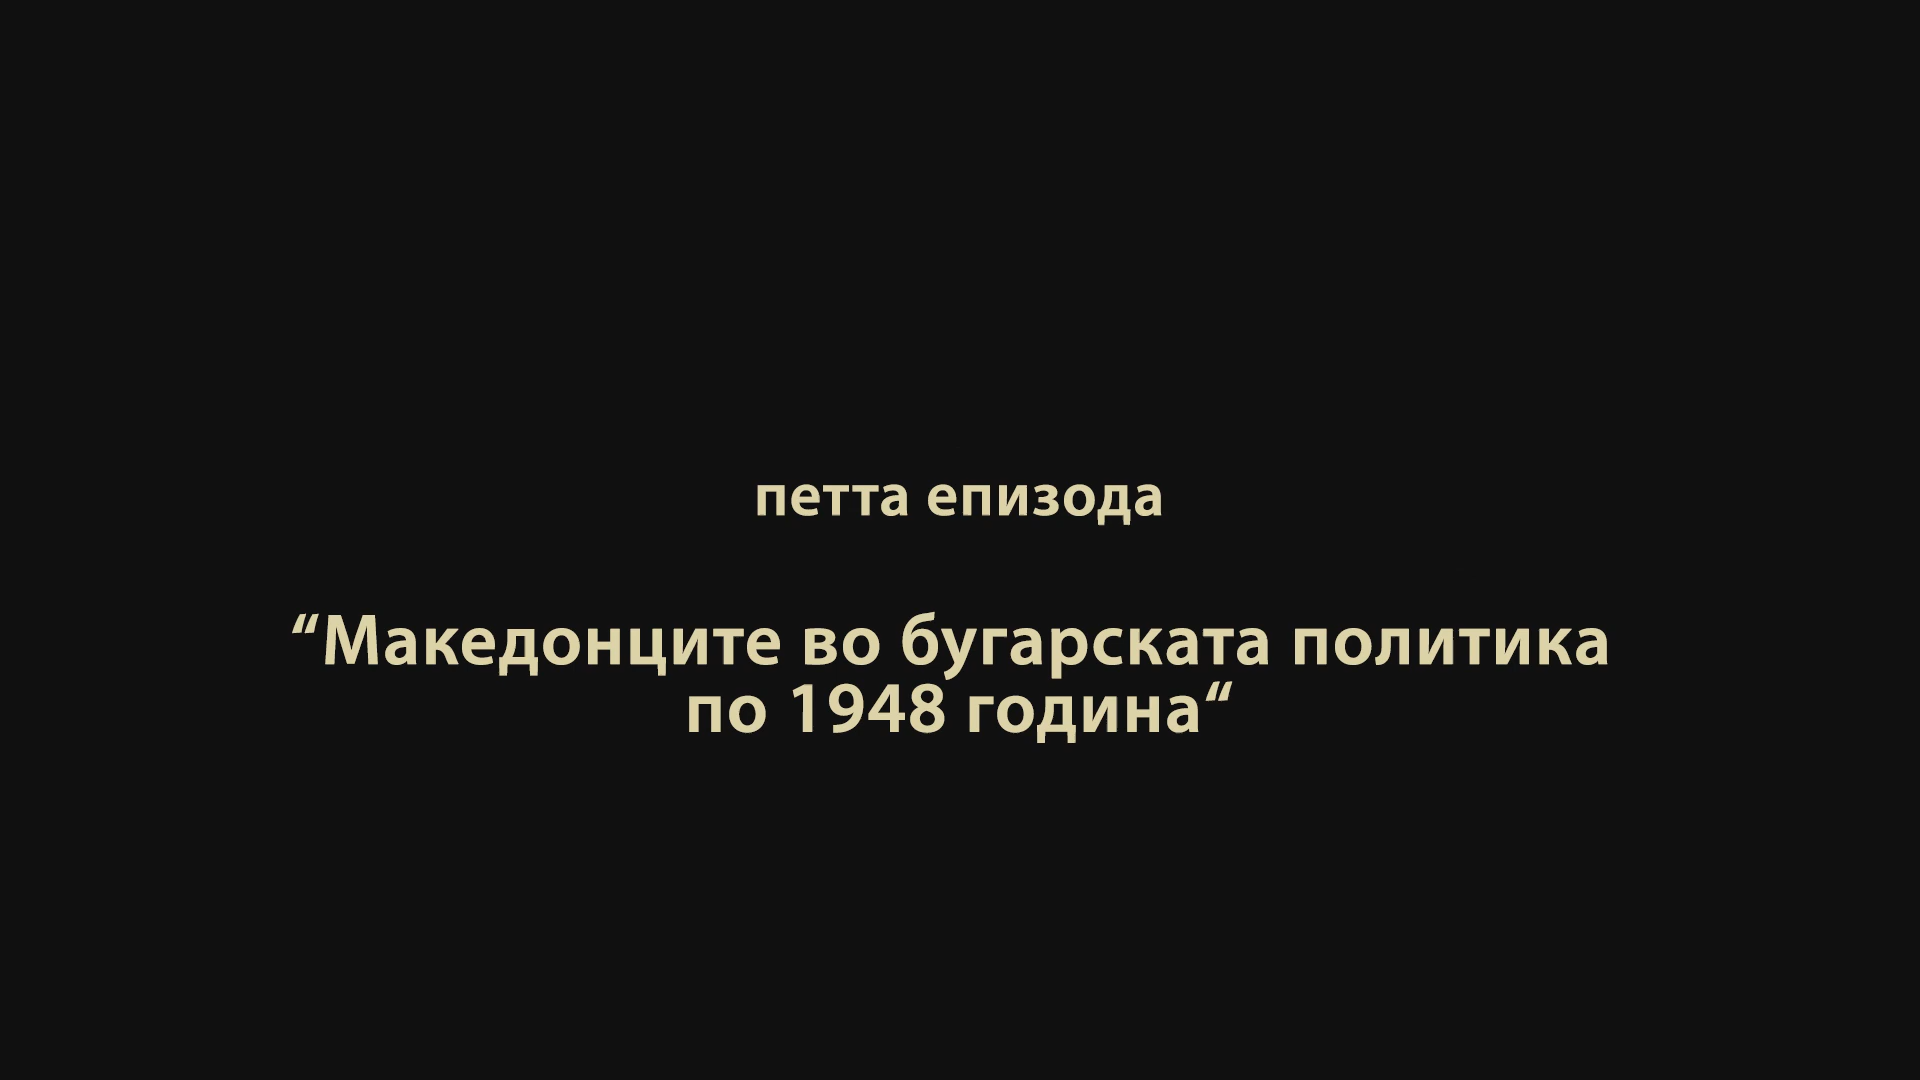 петта епизода
“Македонците во бугарската политика
по 1948 година“